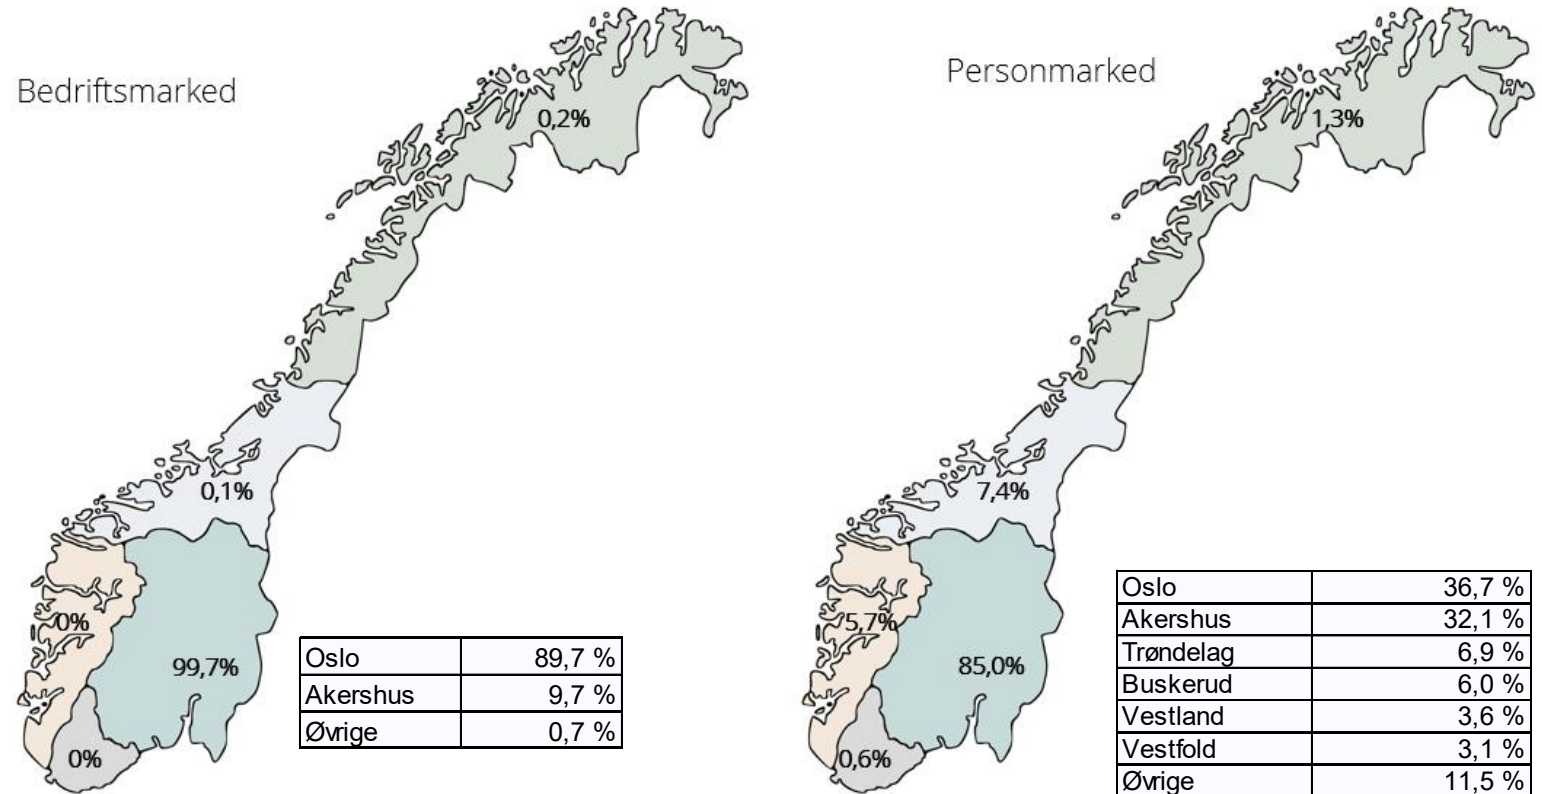 Bedriftsmarked
0,2%
0,1%
0%
99,7%
0%
Oslo 89,7 %
Akershus 9,7 %
Øvrige 0,7 %
Personmarked
1,3%
7,4%
5,7%
85,0%
0,6%
Oslo 36,7 %
Akershus 32,1 %
Trøndelag 6,9 %
Buskerud 6,0 %
Vestland 3,6 %
Vestfold 3,1 %
Øvrige 11,5 %